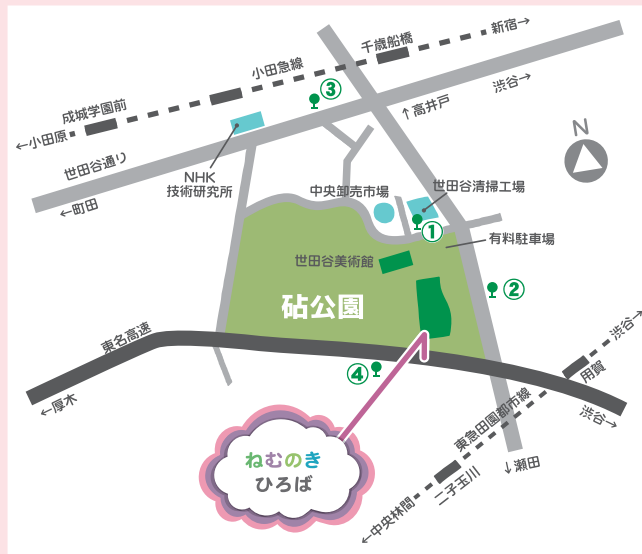 新宿→
千歳船橋
小田急線
渋谷→
③
↑高井戸
成城学園前
←小田原
世田谷通り
←町田
NHK
技術研究所
N
中央卸売市場
世田谷清掃工場
①
有料駐車場
世田谷美術館
②
砧公園
東名高速
←厚木
④
渋谷→
用賀
渋谷→
東急田園都市線
↓瀬田
二子玉川
←中央林間
ねむのき
ひろば